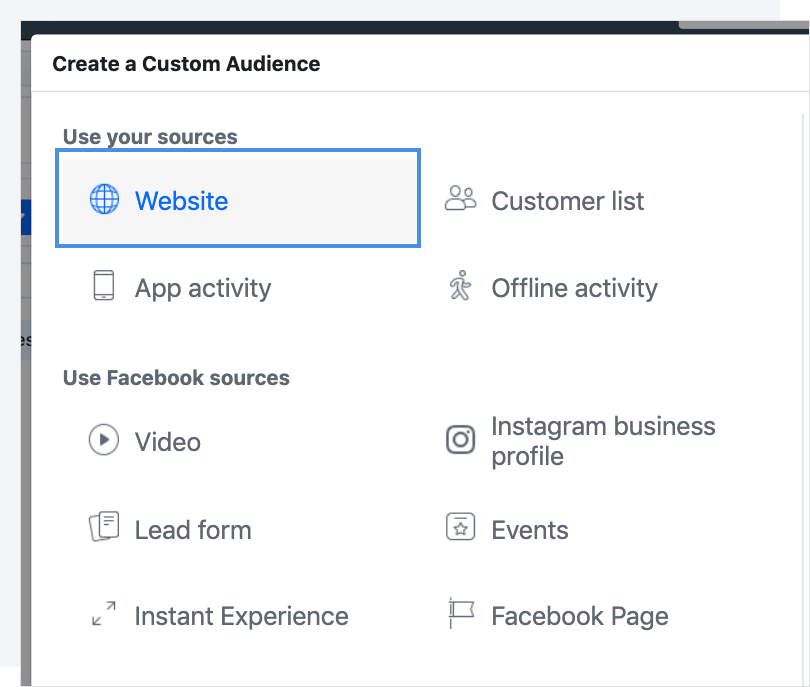 Create a Custom Audience
Use your sources
Website
Customer list
App activity
Offline activity
Use Facebook sources
Video
Instagram business
profile
Lead form
Events
Instant Experience
Facebook Page